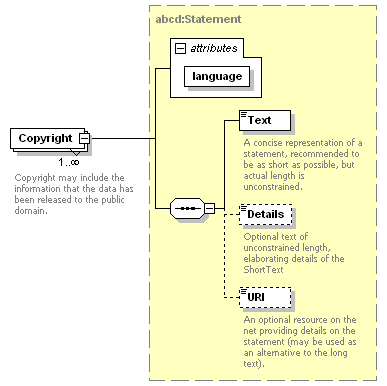 abcd:Statement
attributes
language
Copyright
1..∞
Copyright may include the
information that the data has
been released to the public
domain.
Text
A concise representation of a
statement, recommended to
be as short as possible, but
actual length is
unconstrained.
Details
Optional text of
unconstrained length,
elaborating details of the
ShortText
URI
An optional resource on the
net providing details on the
statement (may be used as
an alternative to the long
text).